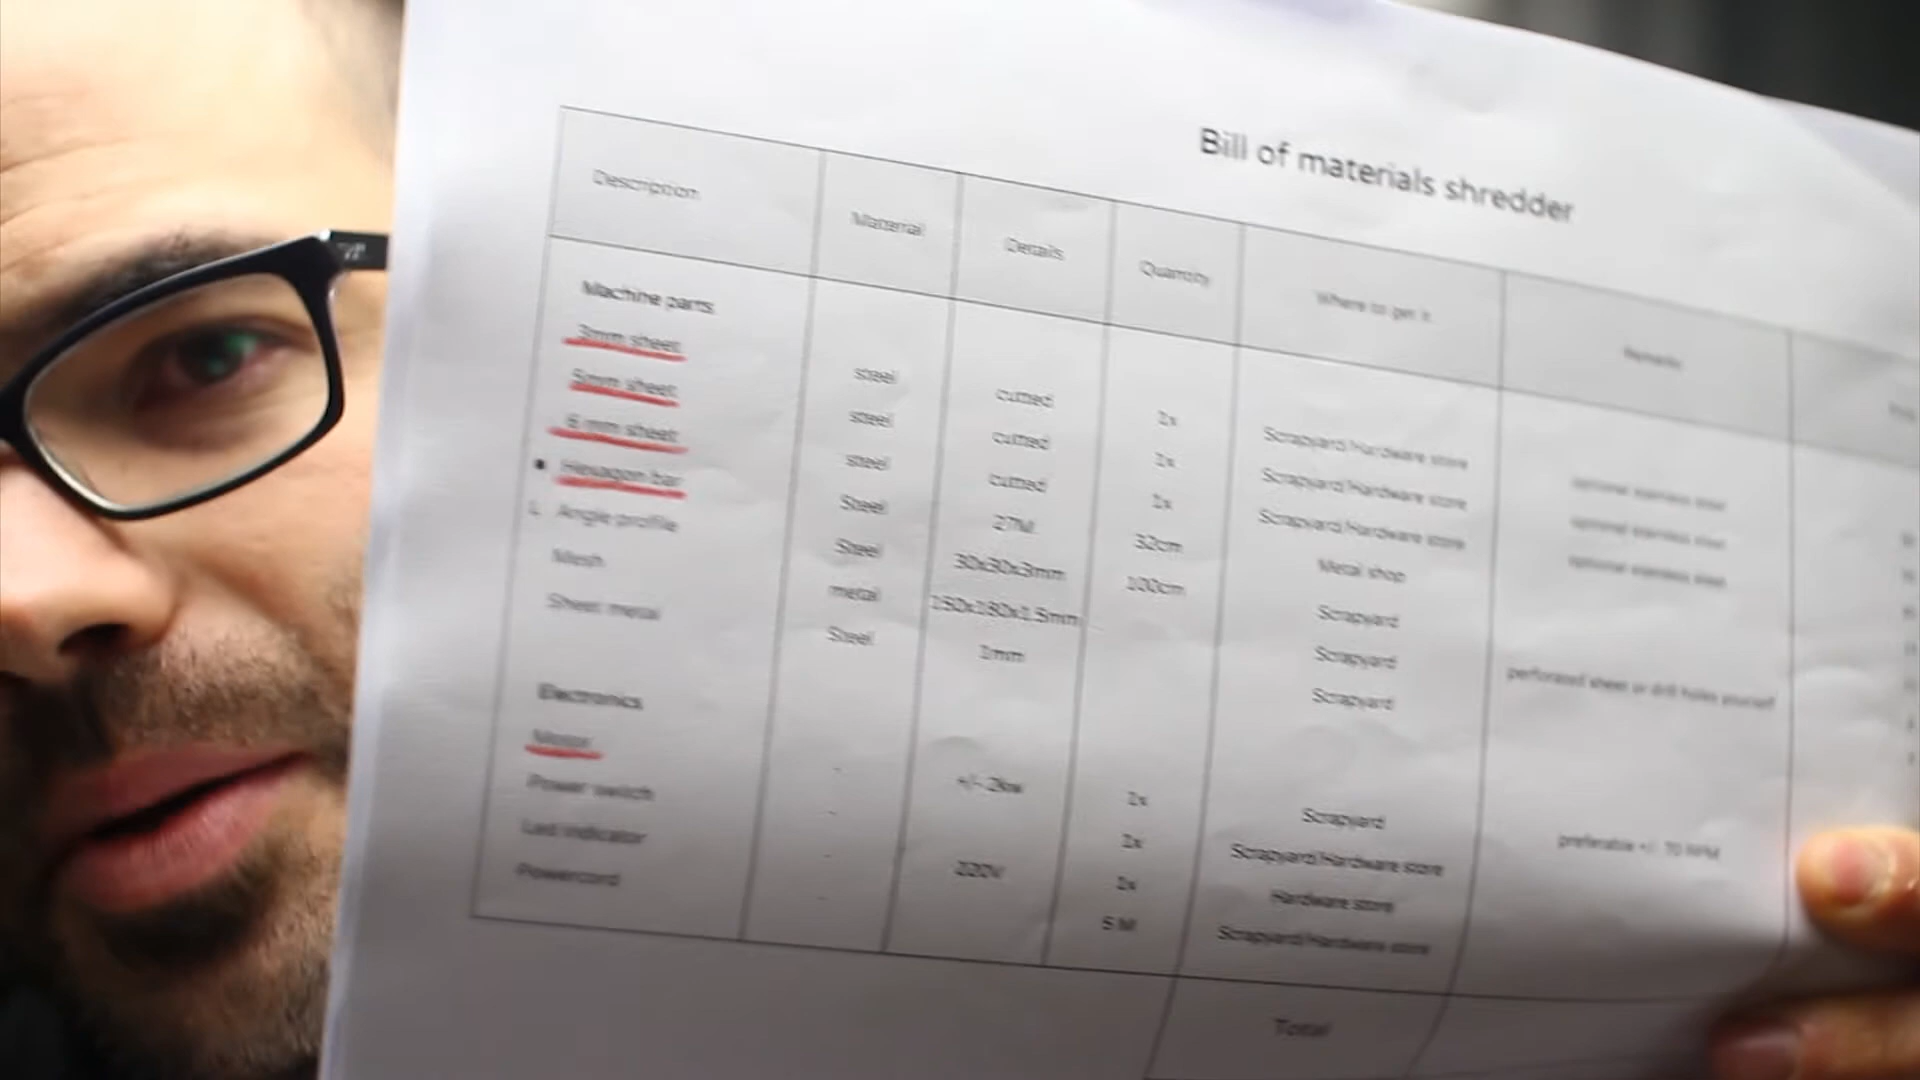 Bill of materials shredder
Description Material Details Quantity Where to get it Remarks
Machine parts
3mm sheet steel cutted 1x Scrapyard/Hardware store optional stainless steel
5mm sheet steel cutted 1x Scrapyard/Hardware store optional stainless steel
6 mm sheet steel cutted 1x Scrapyard/Hardware store optional stainless steel
Hexagon bar Steel 27M 32cm Metal shop
L Angle profile Steel 30x30x3mm 100cm Scrapyard
Mesh metal 150x180x1.5mm Scrapyard perforated sheet or drill holes yourself
Sheet metal Steel 1mm Scrapyard
Electronics
Motor - +/- 2kw 1x Scrapyard preferable +/- 70 RPM
Power switch - 1x Scrapyard/Hardware store
Led indicator - 220V 1x Hardware store
Powercord - 5 M Scrapyard/Hardware store
Total